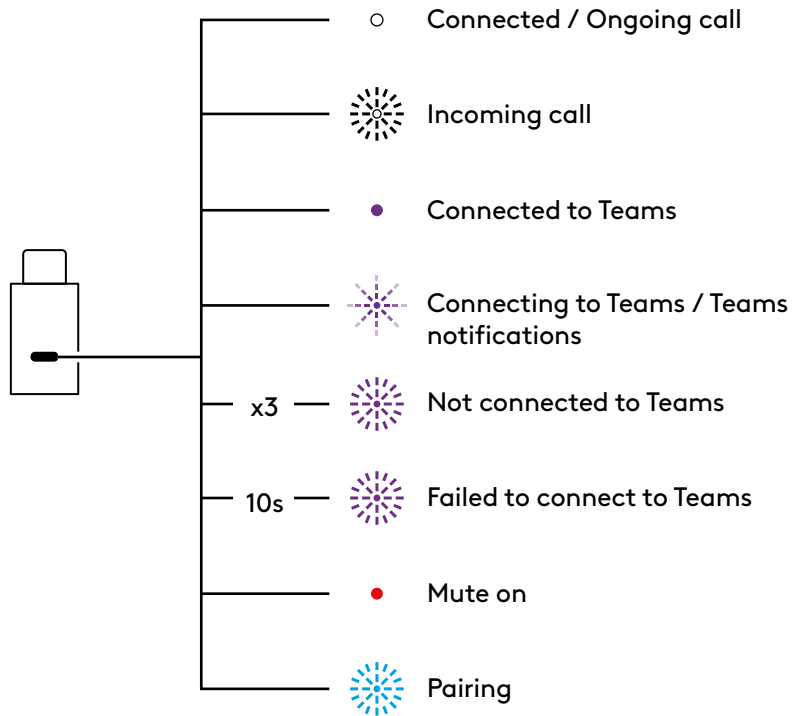 Connected / Ongoing call
Incoming call
Connected to Teams
Connecting to Teams / Teams
notifications
x3
Not connected to Teams
10s
Failed to connect to Teams
Mute on
Pairing